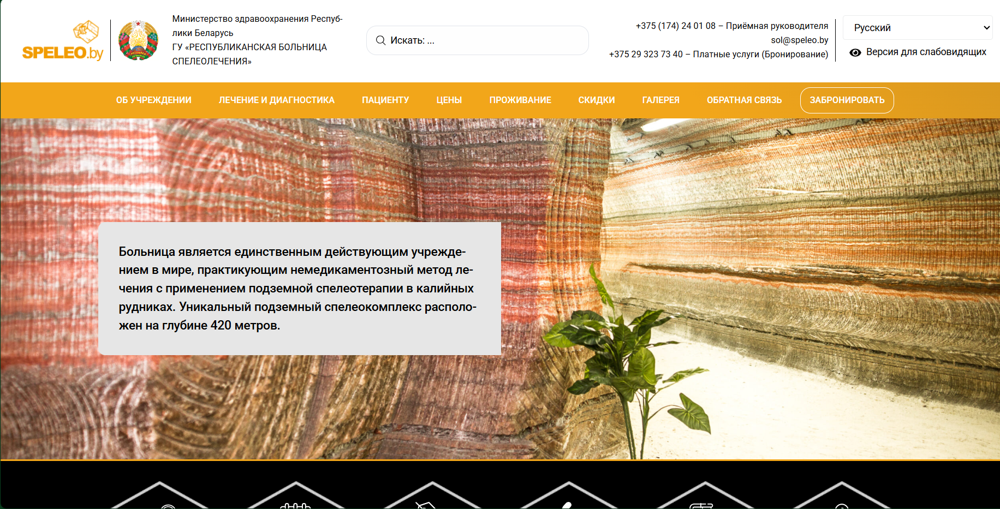 SPELEO.by
Министерство здравоохранения Респуб-
лики Беларусь
ГУ «РЕСПУБЛИКАНСКАЯ БОЛЬНИЦА
СПЕЛЕОЛЕЧЕНИЯ»
Искать: ...
+375 (174) 24 01 08 – Приёмная руководителя
sol@speleo.by
+375 29 323 73 40 – Платные услуги (Бронирование)
Русский
Версия для слабовидящих
ОБ УЧРЕЖДЕНИИ
ЛЕЧЕНИЕ И ДИАГНОСТИКА
ПАЦИЕНТУ
ЦЕНЫ
ПРОЖИВАНИЕ
СКИДКИ
ГАЛЕРЕЯ
ОБРАТНАЯ СВЯЗЬ
ЗАБРОНИРОВАТЬ
Больница является единственным действующим учрежде-
нием в мире, практикующим немедикаментозный метод ле-
чения с применением подземной спелеотерапии в калийных
рудниках. Уникальный подземный спелеокомплекс располо-
жен на глубине 420 метров.